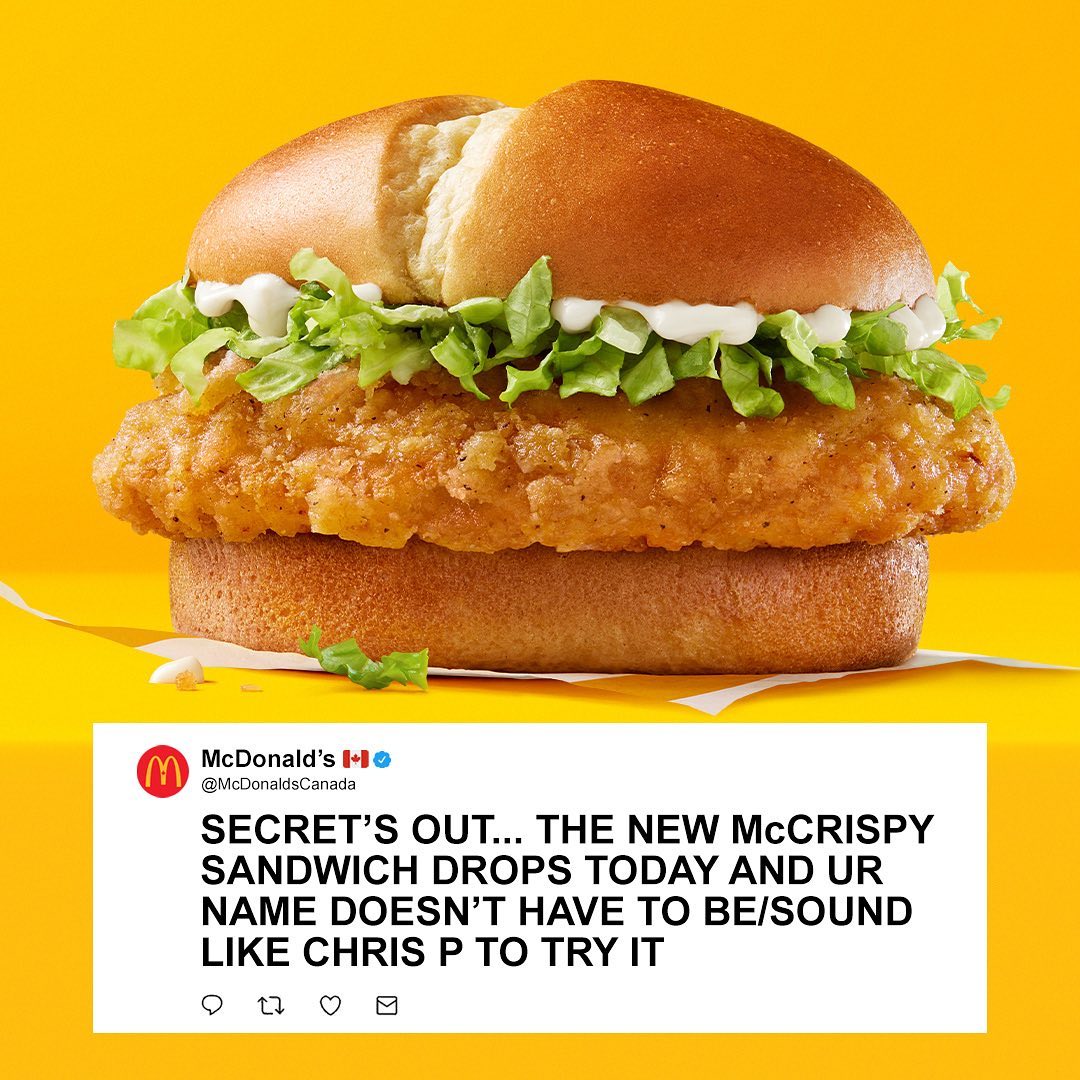 McDonald's
@McDonaldsCanada
SECRET'S OUT... THE NEW McCRISPY
SANDWICH DROPS TODAY AND UR
NAME DOESN'T HAVE TO BE/SOUND
LIKE CHRIS P TO TRY IT